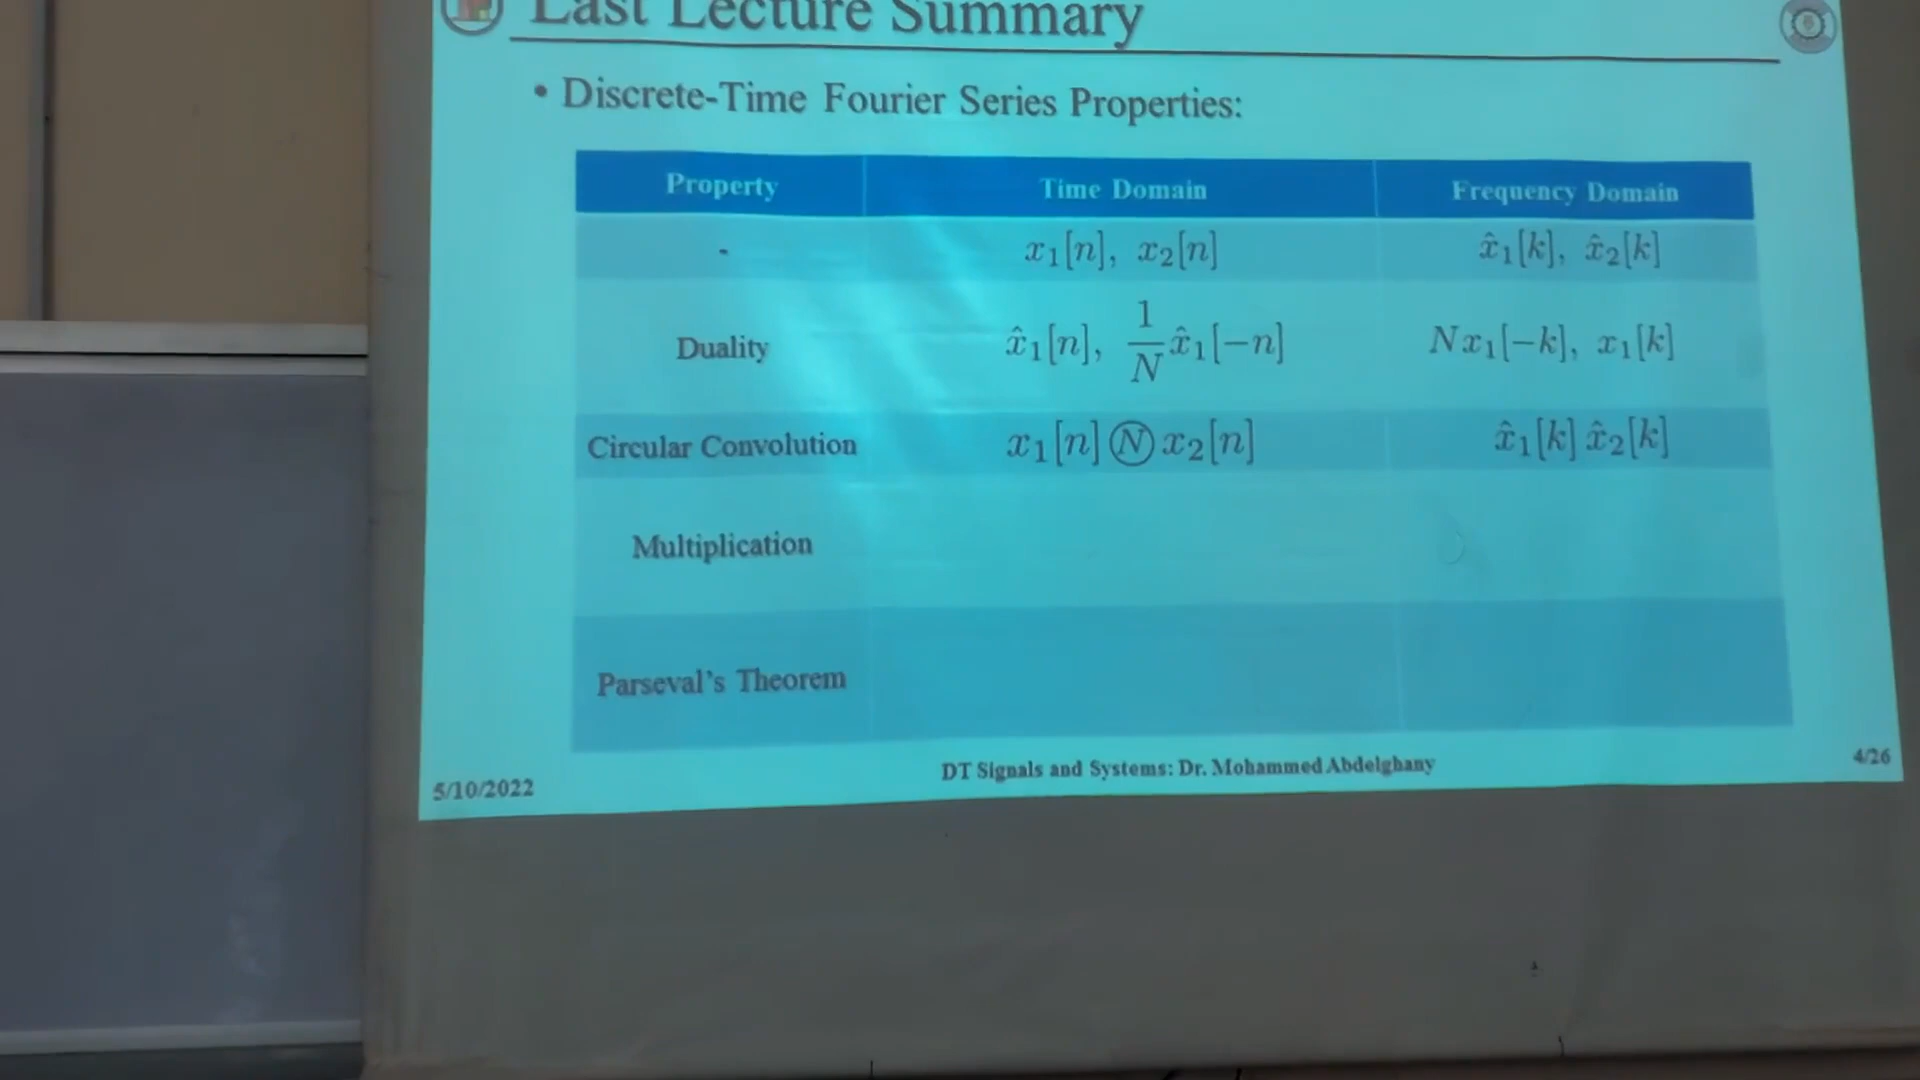 Last Lecture Summary
• Discrete-Time Fourier Series Properties:
Property Time Domain Frequency Domain
- x₁[n], x₂[n] x̂₁[k], x̂₂[k]
Duality x̂₁[n], 1/N x̂₁[−n] Nx₁[−k], x₁[k]
Circular Convolution x₁[n] Ⓝ x₂[n] x̂₁[k] x̂₂[k]
Multiplication
Parseval's Theorem
5/10/2022 DT Signals and Systems: Dr. Mohammed Abdelghany 4/26